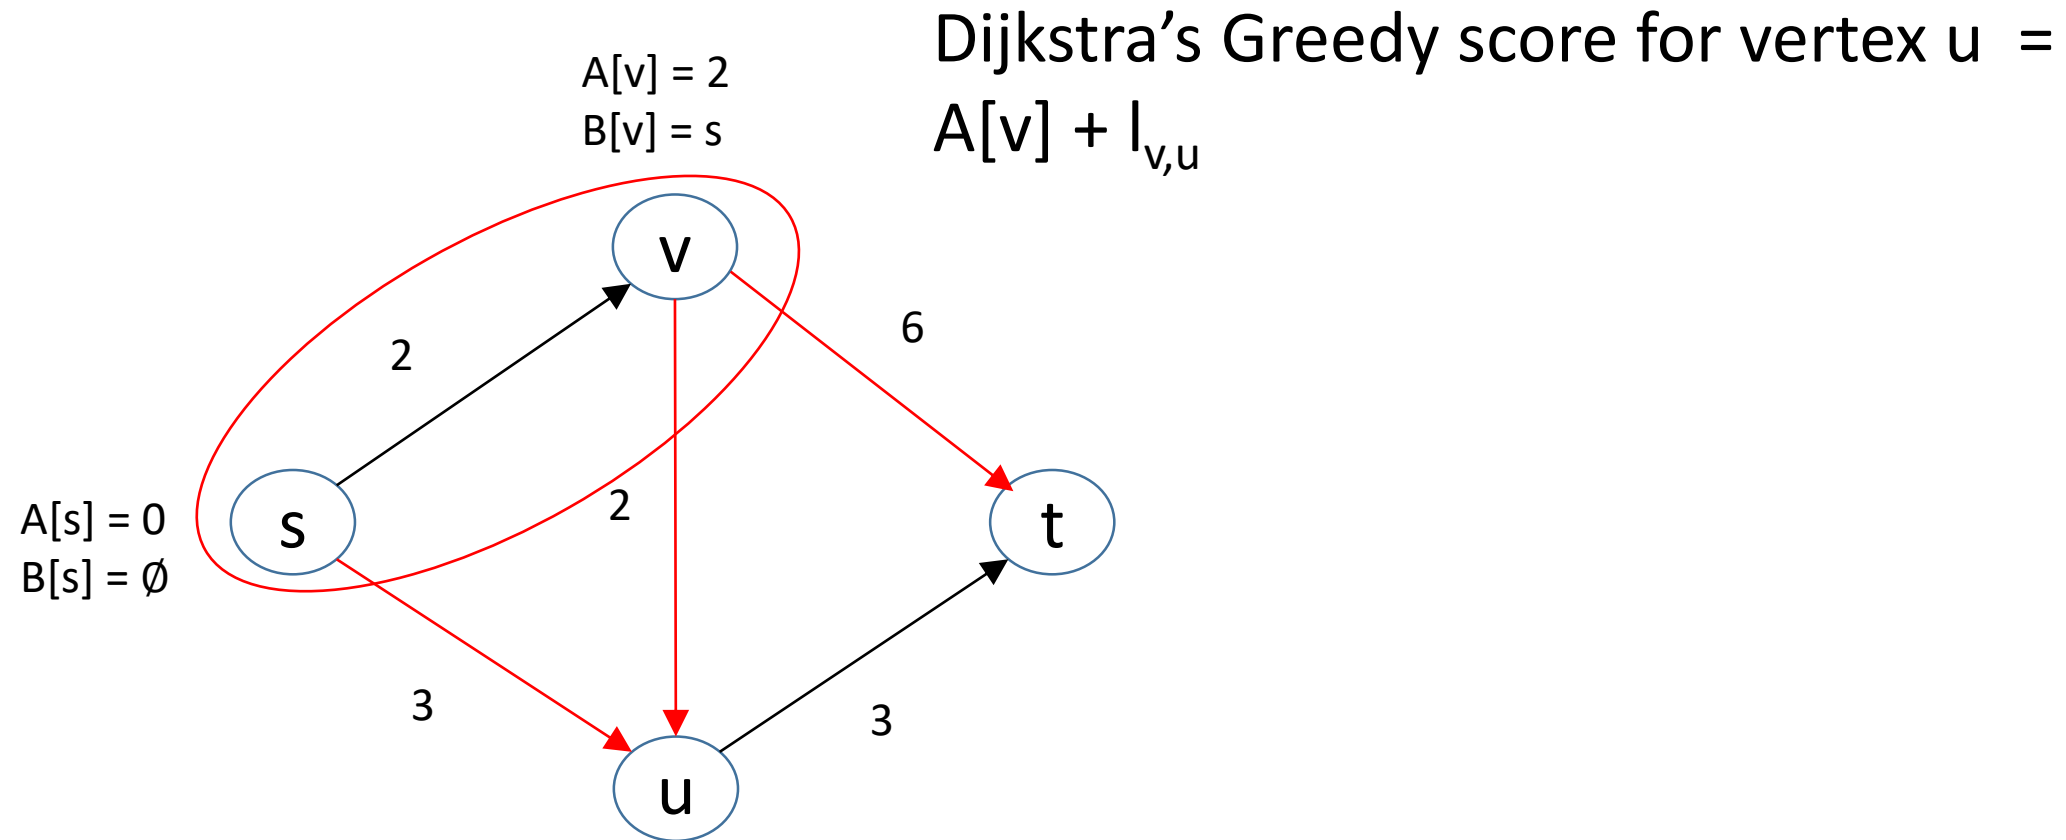 Dijkstra’s Greedy score for vertex u =
A[v] + l_v,u
A[v] = 2
B[v] = s
v
6
2
2
A[s] = 0
B[s] = ∅
s
t
3
3
u